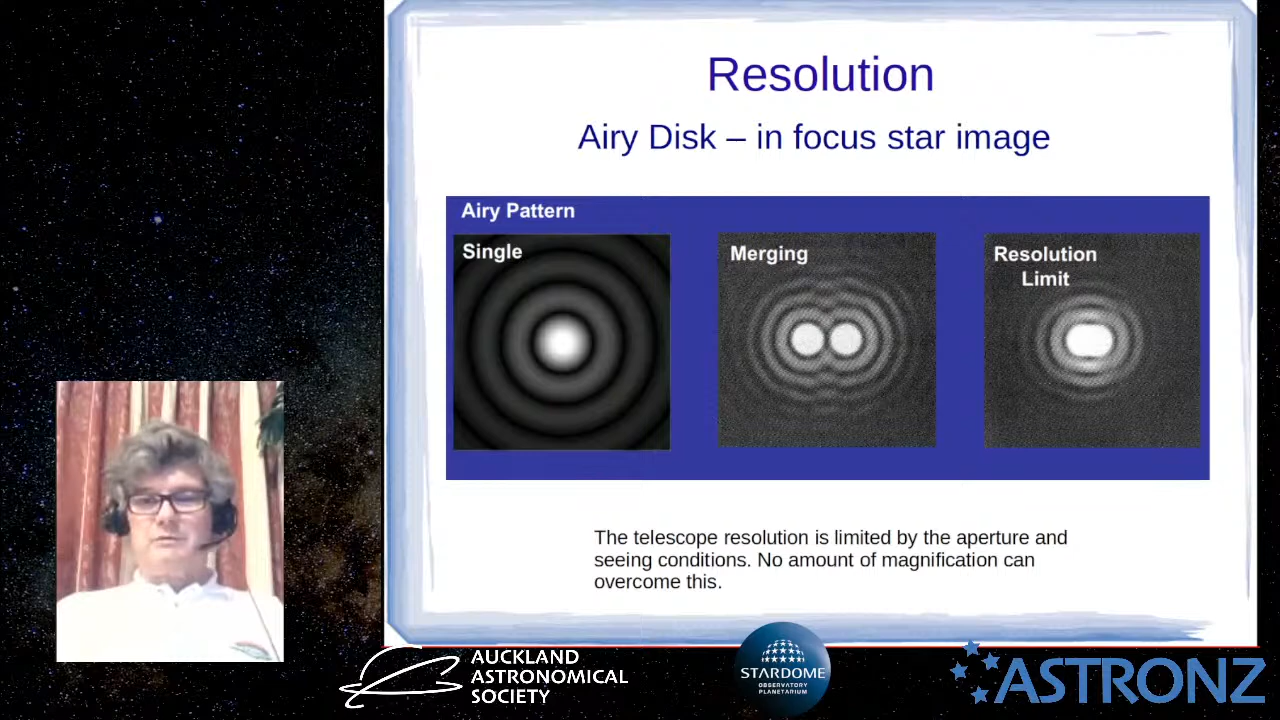 Resolution
Airy Disk – in focus star image
Airy Pattern
Single
Merging
Resolution
Limit
The telescope resolution is limited by the aperture and
seeing conditions. No amount of magnification can
overcome this.
AUCKLAND
ASTRONOMICAL
SOCIETY
STARDOME
OBSERVATORY
PLANETARIUM
ASTRONZ